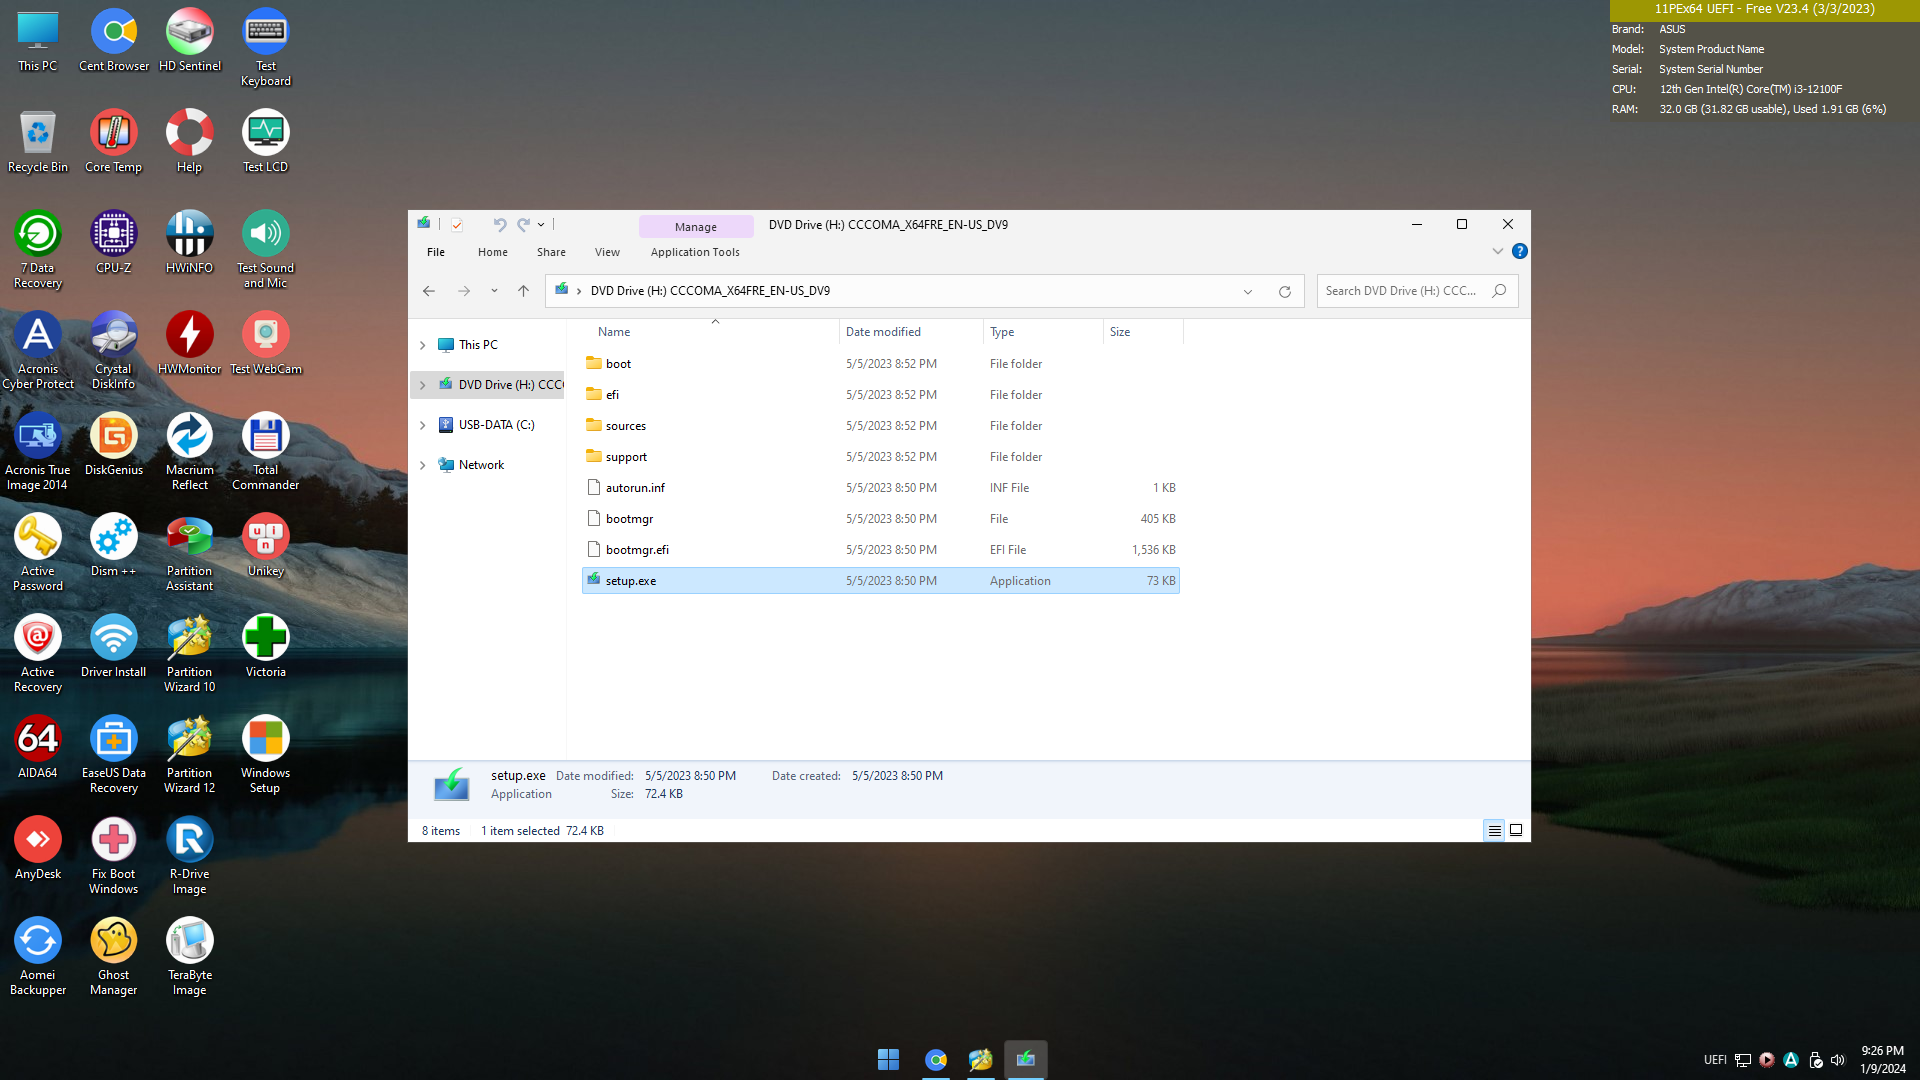 11PEx64 UEFI - Free V23.4 (3/3/2023)
Brand: ASUS
Model: System Product Name
Serial: System Serial Number
CPU: 12th Gen Intel(R) Core(TM) i3-12100F
RAM: 32.0 GB (31.82 GB usable), Used 1.91 GB (6%)
This PC
Cent Browser
HD Sentinel
Test
Keyboard
Recycle Bin
Core Temp
Help
Test LCD
7 Data
Recovery
CPU-Z
HWiNFO
Test Sound
and Mic
Acronis
Cyber Protect
Crystal
DiskInfo
HWMonitor
Test WebCam
Acronis True
Image 2014
DiskGenius
Macrium
Reflect
Total
Commander
Active
Password
Dism ++
Partition
Assistant
Unikey
Active
Recovery
Driver Install
Partition
Wizard 10
Victoria
64
AIDA64
EaseUS Data
Recovery
Partition
Wizard 12
Windows
Setup
AnyDesk
Fix Boot
Windows
R-Drive
Image
Aomei
Backupper
Ghost
Manager
TeraByte
Image
Manage
DVD Drive (H:) CCCOMA_X64FRE_EN-US_DV9
File Home Share View Application Tools
DVD Drive (H:) CCCOMA_X64FRE_EN-US_DV9
Search DVD Drive (H:) CCC...
This PC
DVD Drive (H:) CCC
USB-DATA (C:)
Network
Name Date modified Type Size
boot 5/5/2023 8:52 PM File folder
efi 5/5/2023 8:52 PM File folder
sources 5/5/2023 8:52 PM File folder
support 5/5/2023 8:52 PM File folder
autorun.inf 5/5/2023 8:50 PM INF File 1 KB
bootmgr 5/5/2023 8:50 PM File 405 KB
bootmgr.efi 5/5/2023 8:50 PM EFI File 1,536 KB
setup.exe 5/5/2023 8:50 PM Application 73 KB
setup.exe Date modified: 5/5/2023 8:50 PM Date created: 5/5/2023 8:50 PM
Application Size: 72.4 KB
8 items 1 item selected 72.4 KB
UEFI
9:26 PM
1/9/2024